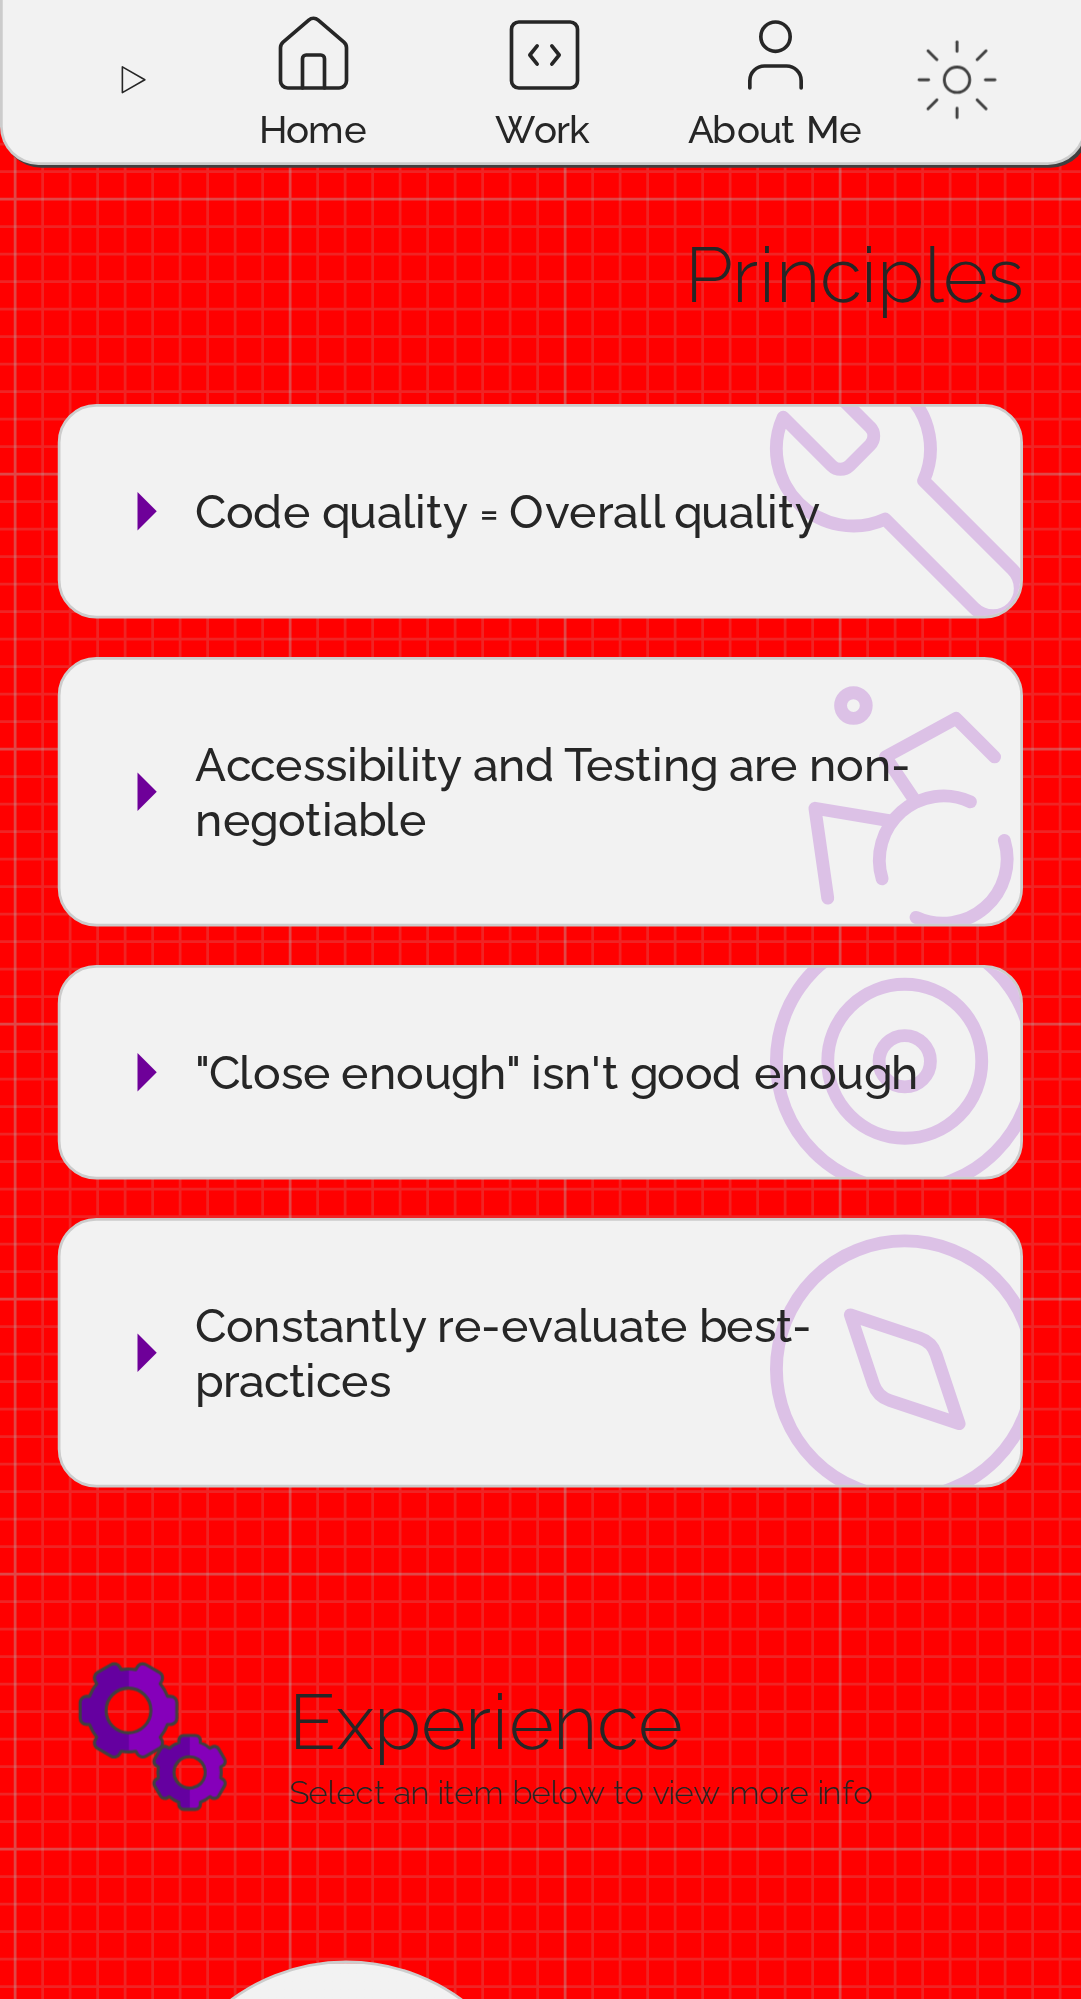 Home
Work
About Me
Principles
Code quality = Overall quality
Accessibility and Testing are non-
negotiable
"Close enough" isn't good enough
Constantly re-evaluate best-
practices
Experience
Select an item below to view more info